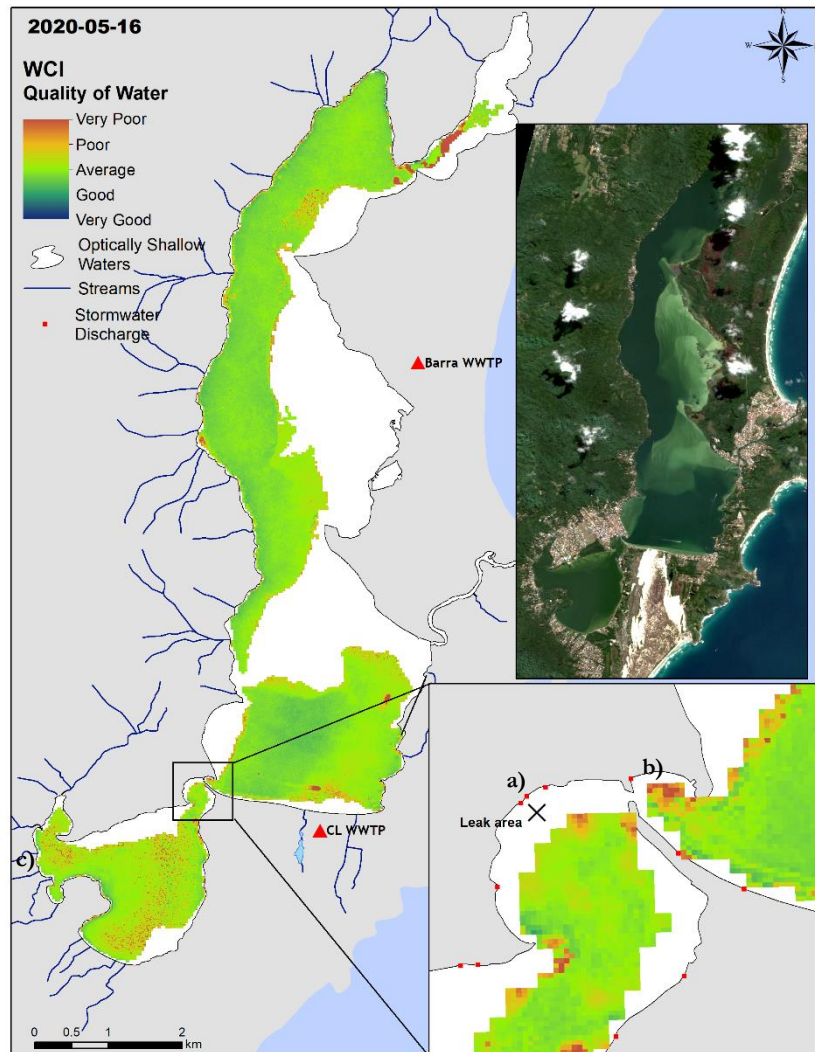 2020-05-16
N
W
E
S
WCI
Quality of Water
Very Poor
Poor
Average
Good
Very Good
Optically Shallow
Waters
Streams
Stormwater
Discharge
Barra WWTP
a)
b)
Leak area
CL WWTP
c)
0 0.5 1 2
km